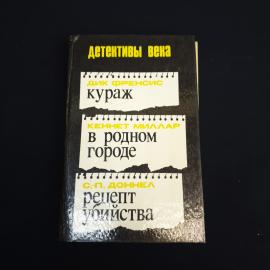 детективы века
ДИК ФРЕНСИС
кураж
КЕННЕТ МИЛЛАР
в родном
городе
С. П. ДОННЕЛ
рецепт
убийства